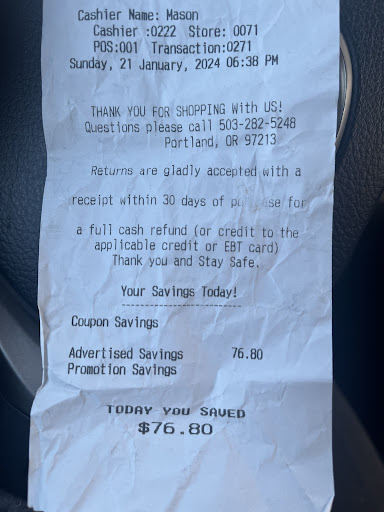 Cashier Name: Mason
Cashier :0222 Store: 0071
POS:001 Transaction:0271
Sunday, 21 January, 2024 06:38 PM
THANK YOU FOR SHOPPING With US!
Questions please call 503-282-5248
Portland, OR 97213
Returns are gladly accepted with a
receipt within 30 days of for
a full cash refund (or credit to the
applicable credit or EBT card)
Thank you and Stay Safe.
Your Savings Today!
Coupon Savings
Advertised Savings 76.80
Promotion Savings
TODAY YOU SAVED
$76.80